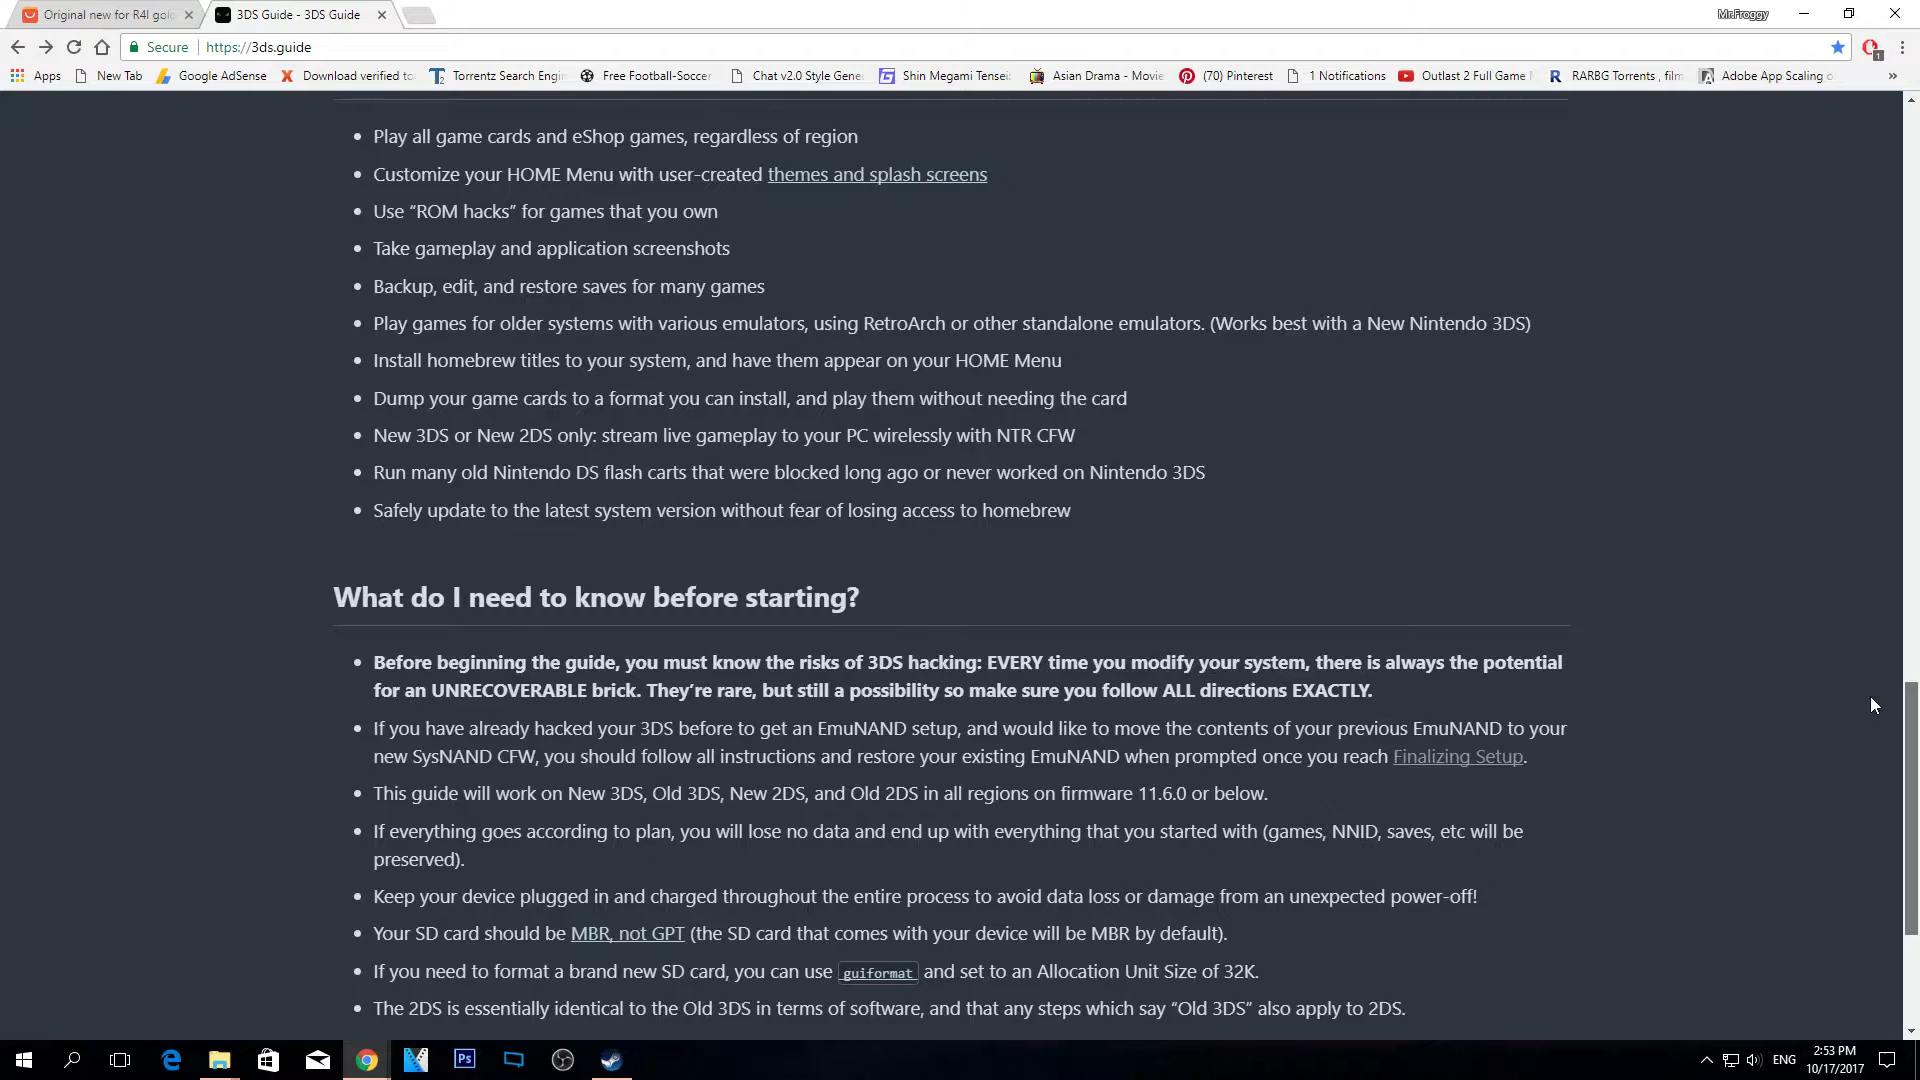 Original new for R4I gol
3DS Guide - 3DS Guide
Mr.Froggy
Secure
https://3ds.guide
1
Apps
New Tab
Google AdSense
Download verified to
Torrentz Search Engin
Free Football-Soccer
Chat v2.0 Style Gene
Shin Megami Tensei:
Asian Drama - Movie
(70) Pinterest
1 Notifications
Outlast 2 Full Game
RARBG Torrents , film
Adobe App Scaling o
»
• Play all game cards and eShop games, regardless of region
• Customize your HOME Menu with user-created themes and splash screens
• Use “ROM hacks” for games that you own
• Take gameplay and application screenshots
• Backup, edit, and restore saves for many games
• Play games for older systems with various emulators, using RetroArch or other standalone emulators. (Works best with a New Nintendo 3DS)
• Install homebrew titles to your system, and have them appear on your HOME Menu
• Dump your game cards to a format you can install, and play them without needing the card
• New 3DS or New 2DS only: stream live gameplay to your PC wirelessly with NTR CFW
• Run many old Nintendo DS flash carts that were blocked long ago or never worked on Nintendo 3DS
• Safely update to the latest system version without fear of losing access to homebrew
What do I need to know before starting?
• Before beginning the guide, you must know the risks of 3DS hacking: EVERY time you modify your system, there is always the potential
for an UNRECOVERABLE brick. They’re rare, but still a possibility so make sure you follow ALL directions EXACTLY.
• If you have already hacked your 3DS before to get an EmuNAND setup, and would like to move the contents of your previous EmuNAND to your
new SysNAND CFW, you should follow all instructions and restore your existing EmuNAND when prompted once you reach Finalizing Setup.
• This guide will work on New 3DS, Old 3DS, New 2DS, and Old 2DS in all regions on firmware 11.6.0 or below.
• If everything goes according to plan, you will lose no data and end up with everything that you started with (games, NNID, saves, etc will be
preserved).
• Keep your device plugged in and charged throughout the entire process to avoid data loss or damage from an unexpected power-off!
• Your SD card should be MBR, not GPT (the SD card that comes with your device will be MBR by default).
• If you need to format a brand new SD card, you can use guiformat and set to an Allocation Unit Size of 32K.
• The 2DS is essentially identical to the Old 3DS in terms of software, and that any steps which say “Old 3DS” also apply to 2DS.
Ps
ENG
2:53 PM
10/17/2017